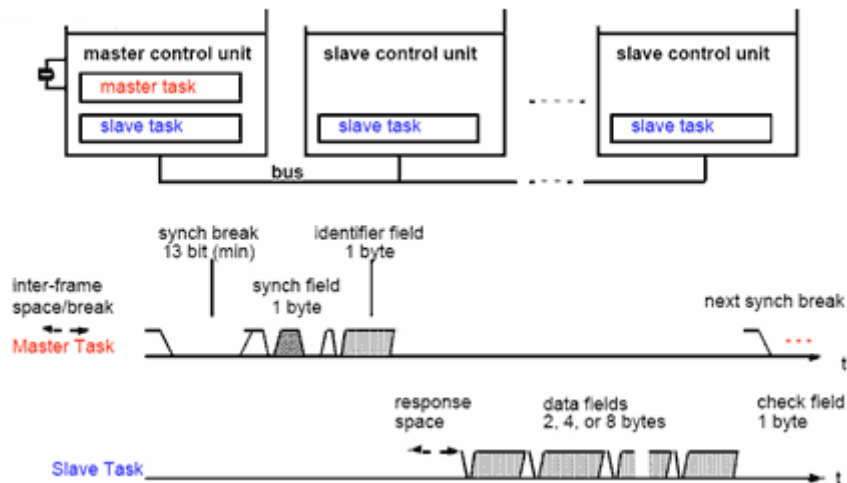 master control unit
master task
slave task
slave control unit
slave task
slave control unit
slave task
bus
synch break
13 bit (min)
identifier field
1 byte
inter-frame
space/break
synch field
1 byte
next synch break
Master Task
t
response
space
data fields
2, 4, or 8 bytes
check field
1 byte
Slave Task
t